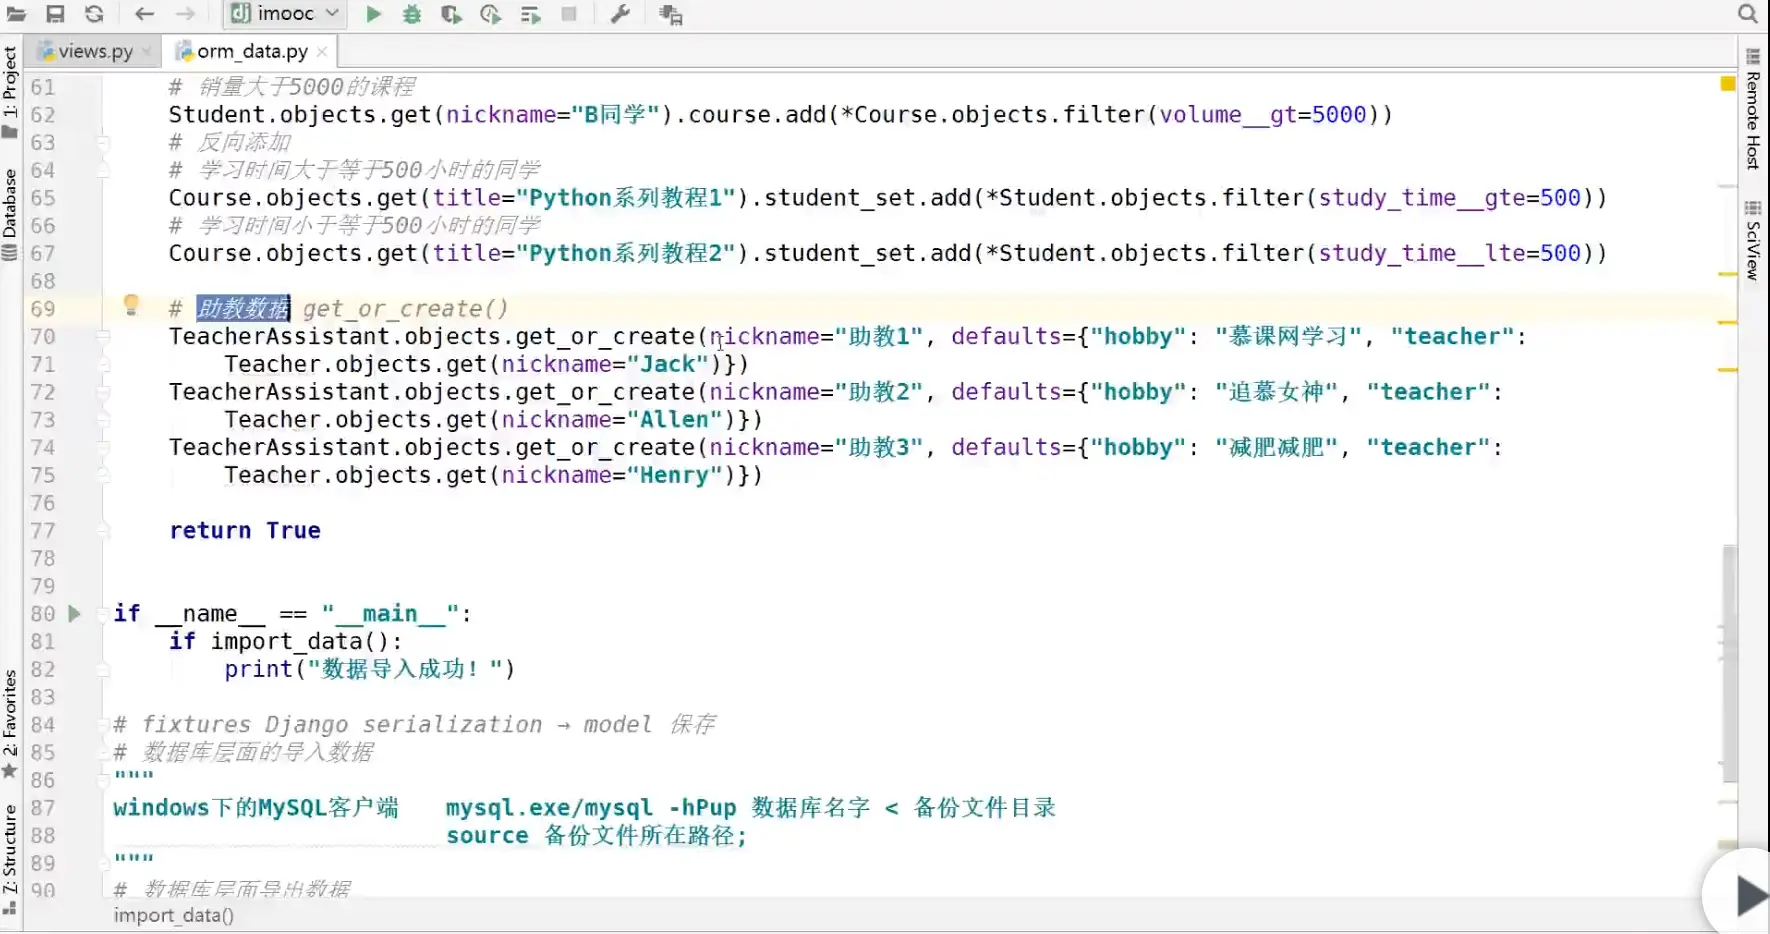 imooc
views.py
orm_data.py
1: Project
Database
2: Favorites
7: Structure
Remote Host
SciView
61 # 销量大于5000的课程
62 Student.objects.get(nickname="B同学").course.add(*Course.objects.filter(volume__gt=5000))
63 # 反向添加
64 # 学习时间大于等于500小时的同学
65 Course.objects.get(title="Python系列教程1").student_set.add(*Student.objects.filter(study_time__gte=500))
66 # 学习时间小于等于500小时的同学
67 Course.objects.get(title="Python系列教程2").student_set.add(*Student.objects.filter(study_time__lte=500))
68
69 # 助教数据 get_or_create()
70 TeacherAssistant.objects.get_or_create(nickname="助教1", defaults={"hobby": "慕课网学习", "teacher":
71 Teacher.objects.get(nickname="Jack")})
72 TeacherAssistant.objects.get_or_create(nickname="助教2", defaults={"hobby": "追慕女神", "teacher":
73 Teacher.objects.get(nickname="Allen")})
74 TeacherAssistant.objects.get_or_create(nickname="助教3", defaults={"hobby": "减肥减肥", "teacher":
75 Teacher.objects.get(nickname="Henry")})
76
77 return True
78
79
80 if __name__ == "__main__":
81 if import_data():
82 print("数据导入成功！")
83
84 # fixtures Django serialization → model 保存
85 # 数据库层面的导入数据
86 """
87 windows下的MySQL客户端 mysql.exe/mysql -hPup 数据库名字 < 备份文件目录
88 source 备份文件所在路径;
89 """
90 # 数据库层面导出数据
import_data()